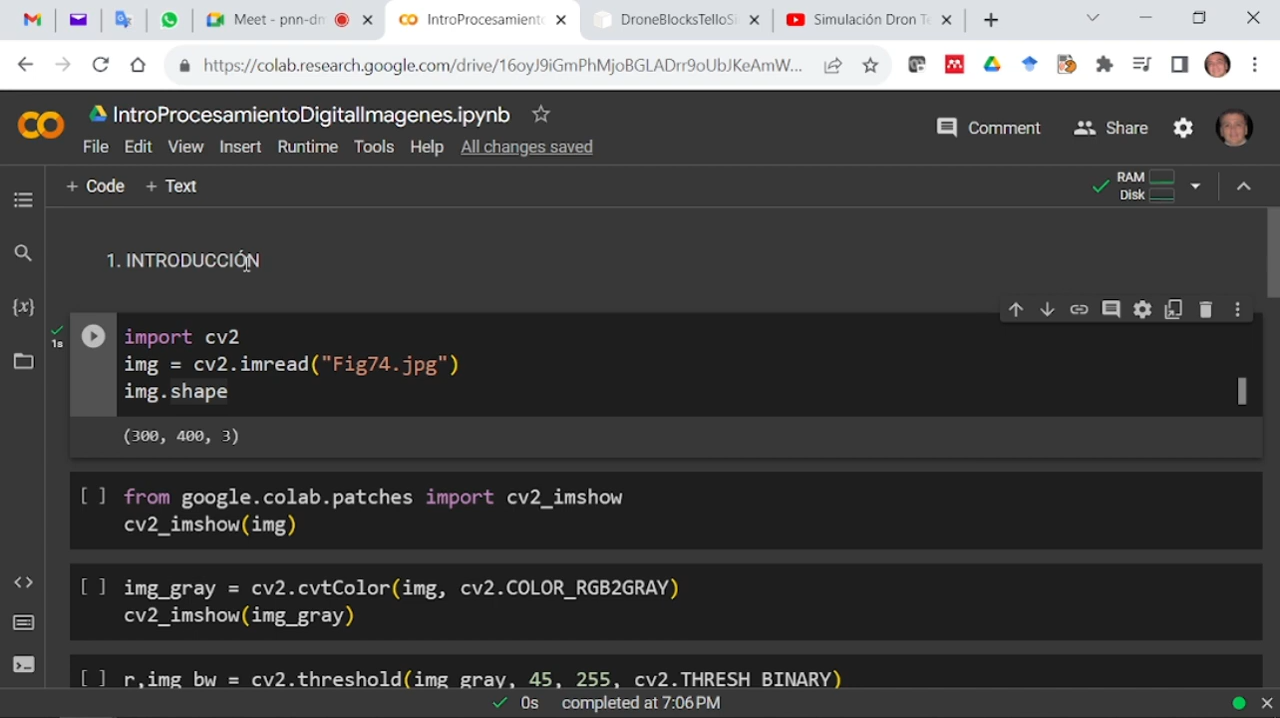 Meet - pnn-dn
IntroProcesamiento
DroneBlocksTelloSi
Simulación Dron Te
https://colab.research.google.com/drive/16oyJ9iGmPhMjoBGLADrr9oUbJKeAmW...
IntroProcesamientoDigitalImagenes.ipynb
Comment
Share
File Edit View Insert Runtime Tools Help All changes saved
+ Code + Text
RAM
Disk
1. INTRODUCCIÓN
import cv2
1s
img = cv2.imread("Fig74.jpg")
img.shape
(300, 400, 3)
[ ] from google.colab.patches import cv2_imshow
cv2_imshow(img)
[ ] img_gray = cv2.cvtColor(img, cv2.COLOR_RGB2GRAY)
cv2_imshow(img_gray)
[ ] r,img_bw = cv2.threshold(img_gray, 45, 255, cv2.THRESH_BINARY)
0s completed at 7:06 PM